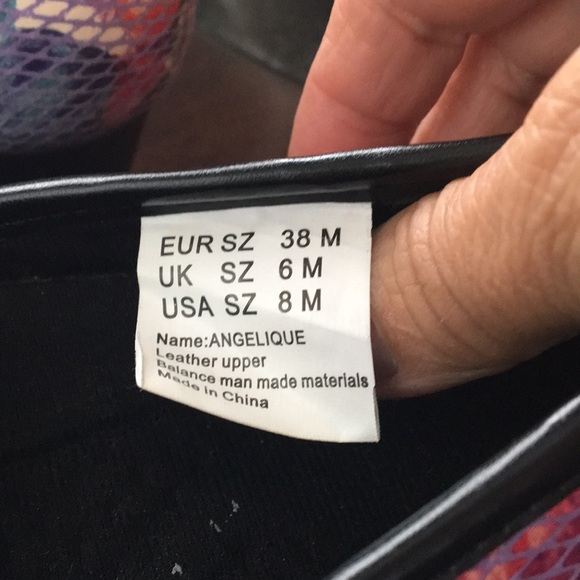 EUR SZ 38 M
UK SZ 6 M
USA SZ 8 M
Name:ANGELIQUE
Leather upper
Balance man made materials
Made in China